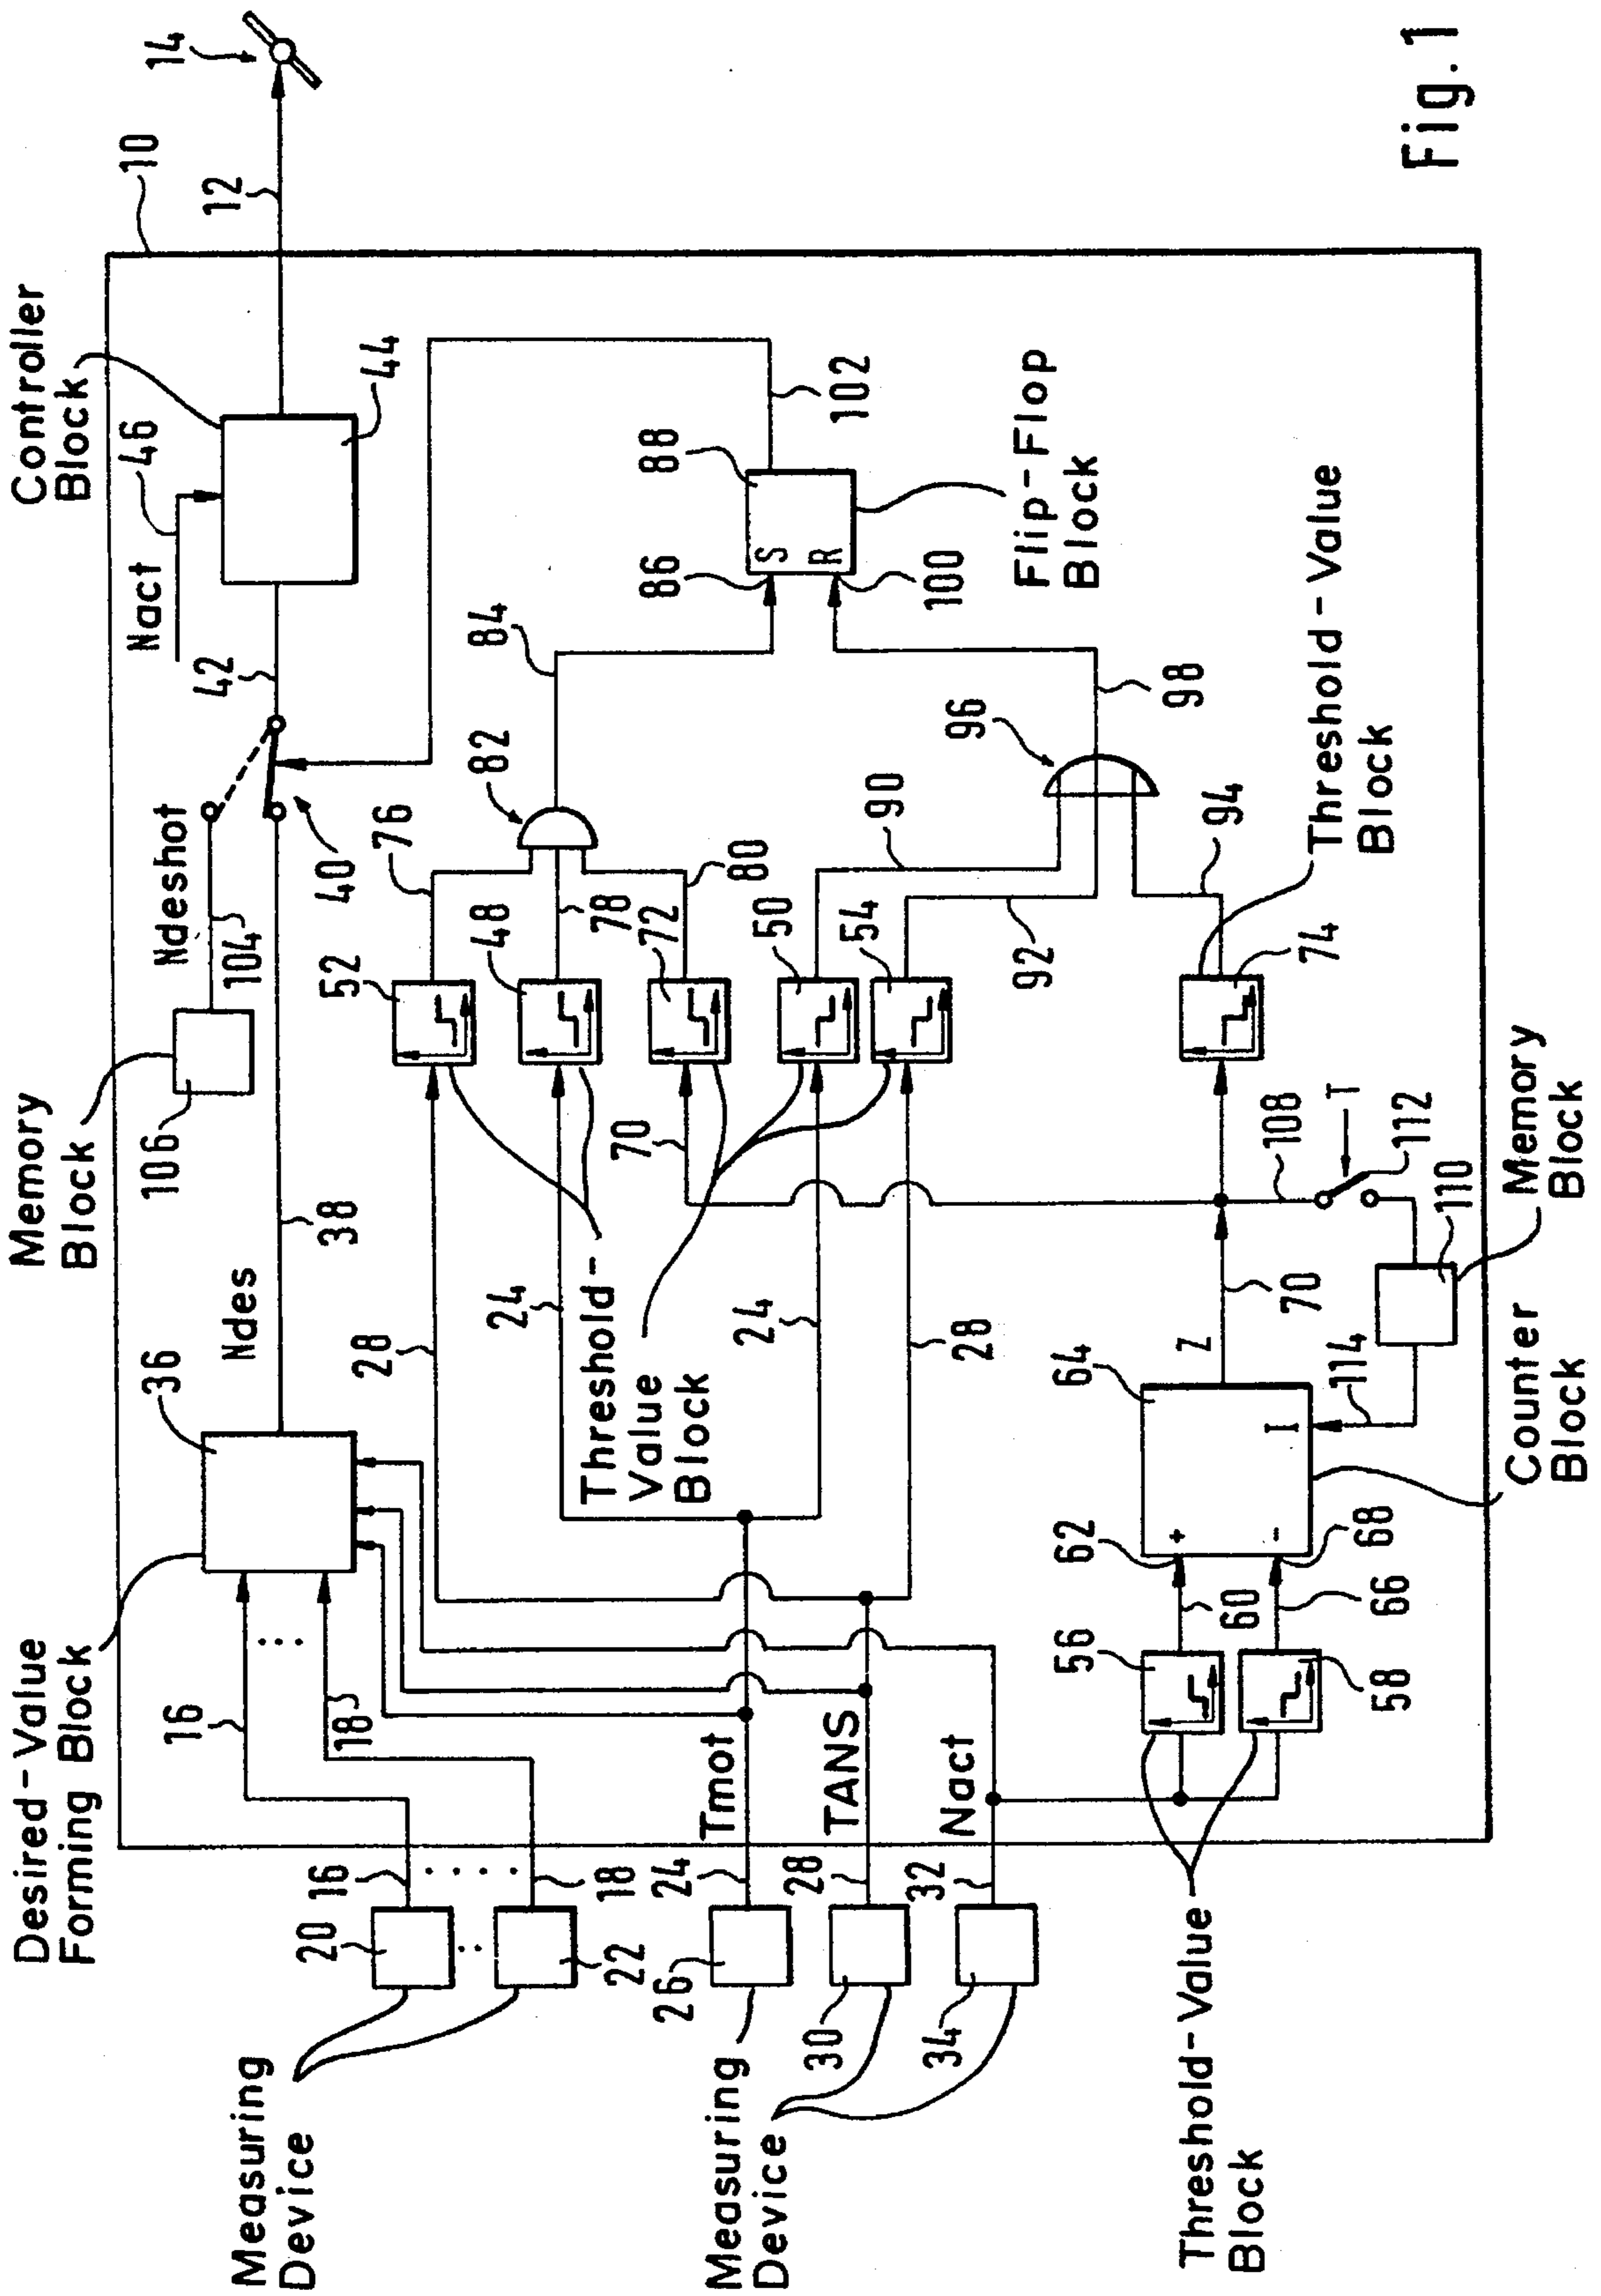 Desired-Value
Forming Block
36
Memory
Block
106
104
Ndeshot
Controller
Block
46
Nact
44
42
40
10
12
14
Ndes
38
16
18
16
18
20
22
Measuring
Device
24
Tmot
26
Measuring
Device
28
TANS
30
32
Nact
34
28
24
24
28
Threshold-
Value
Block
70
52
48
72
50
54
76
78
80
82
84
90
92
94
96
98
86
88
S
R
100
102
Flip-Flop
Block
Threshold-Value
Block
74
56
58
60
62
66
68
+
-
64
I
Z
70
108
T
112
110
114
Counter
Block
Memory
Block
Threshold-Value
Block
Fig. 1